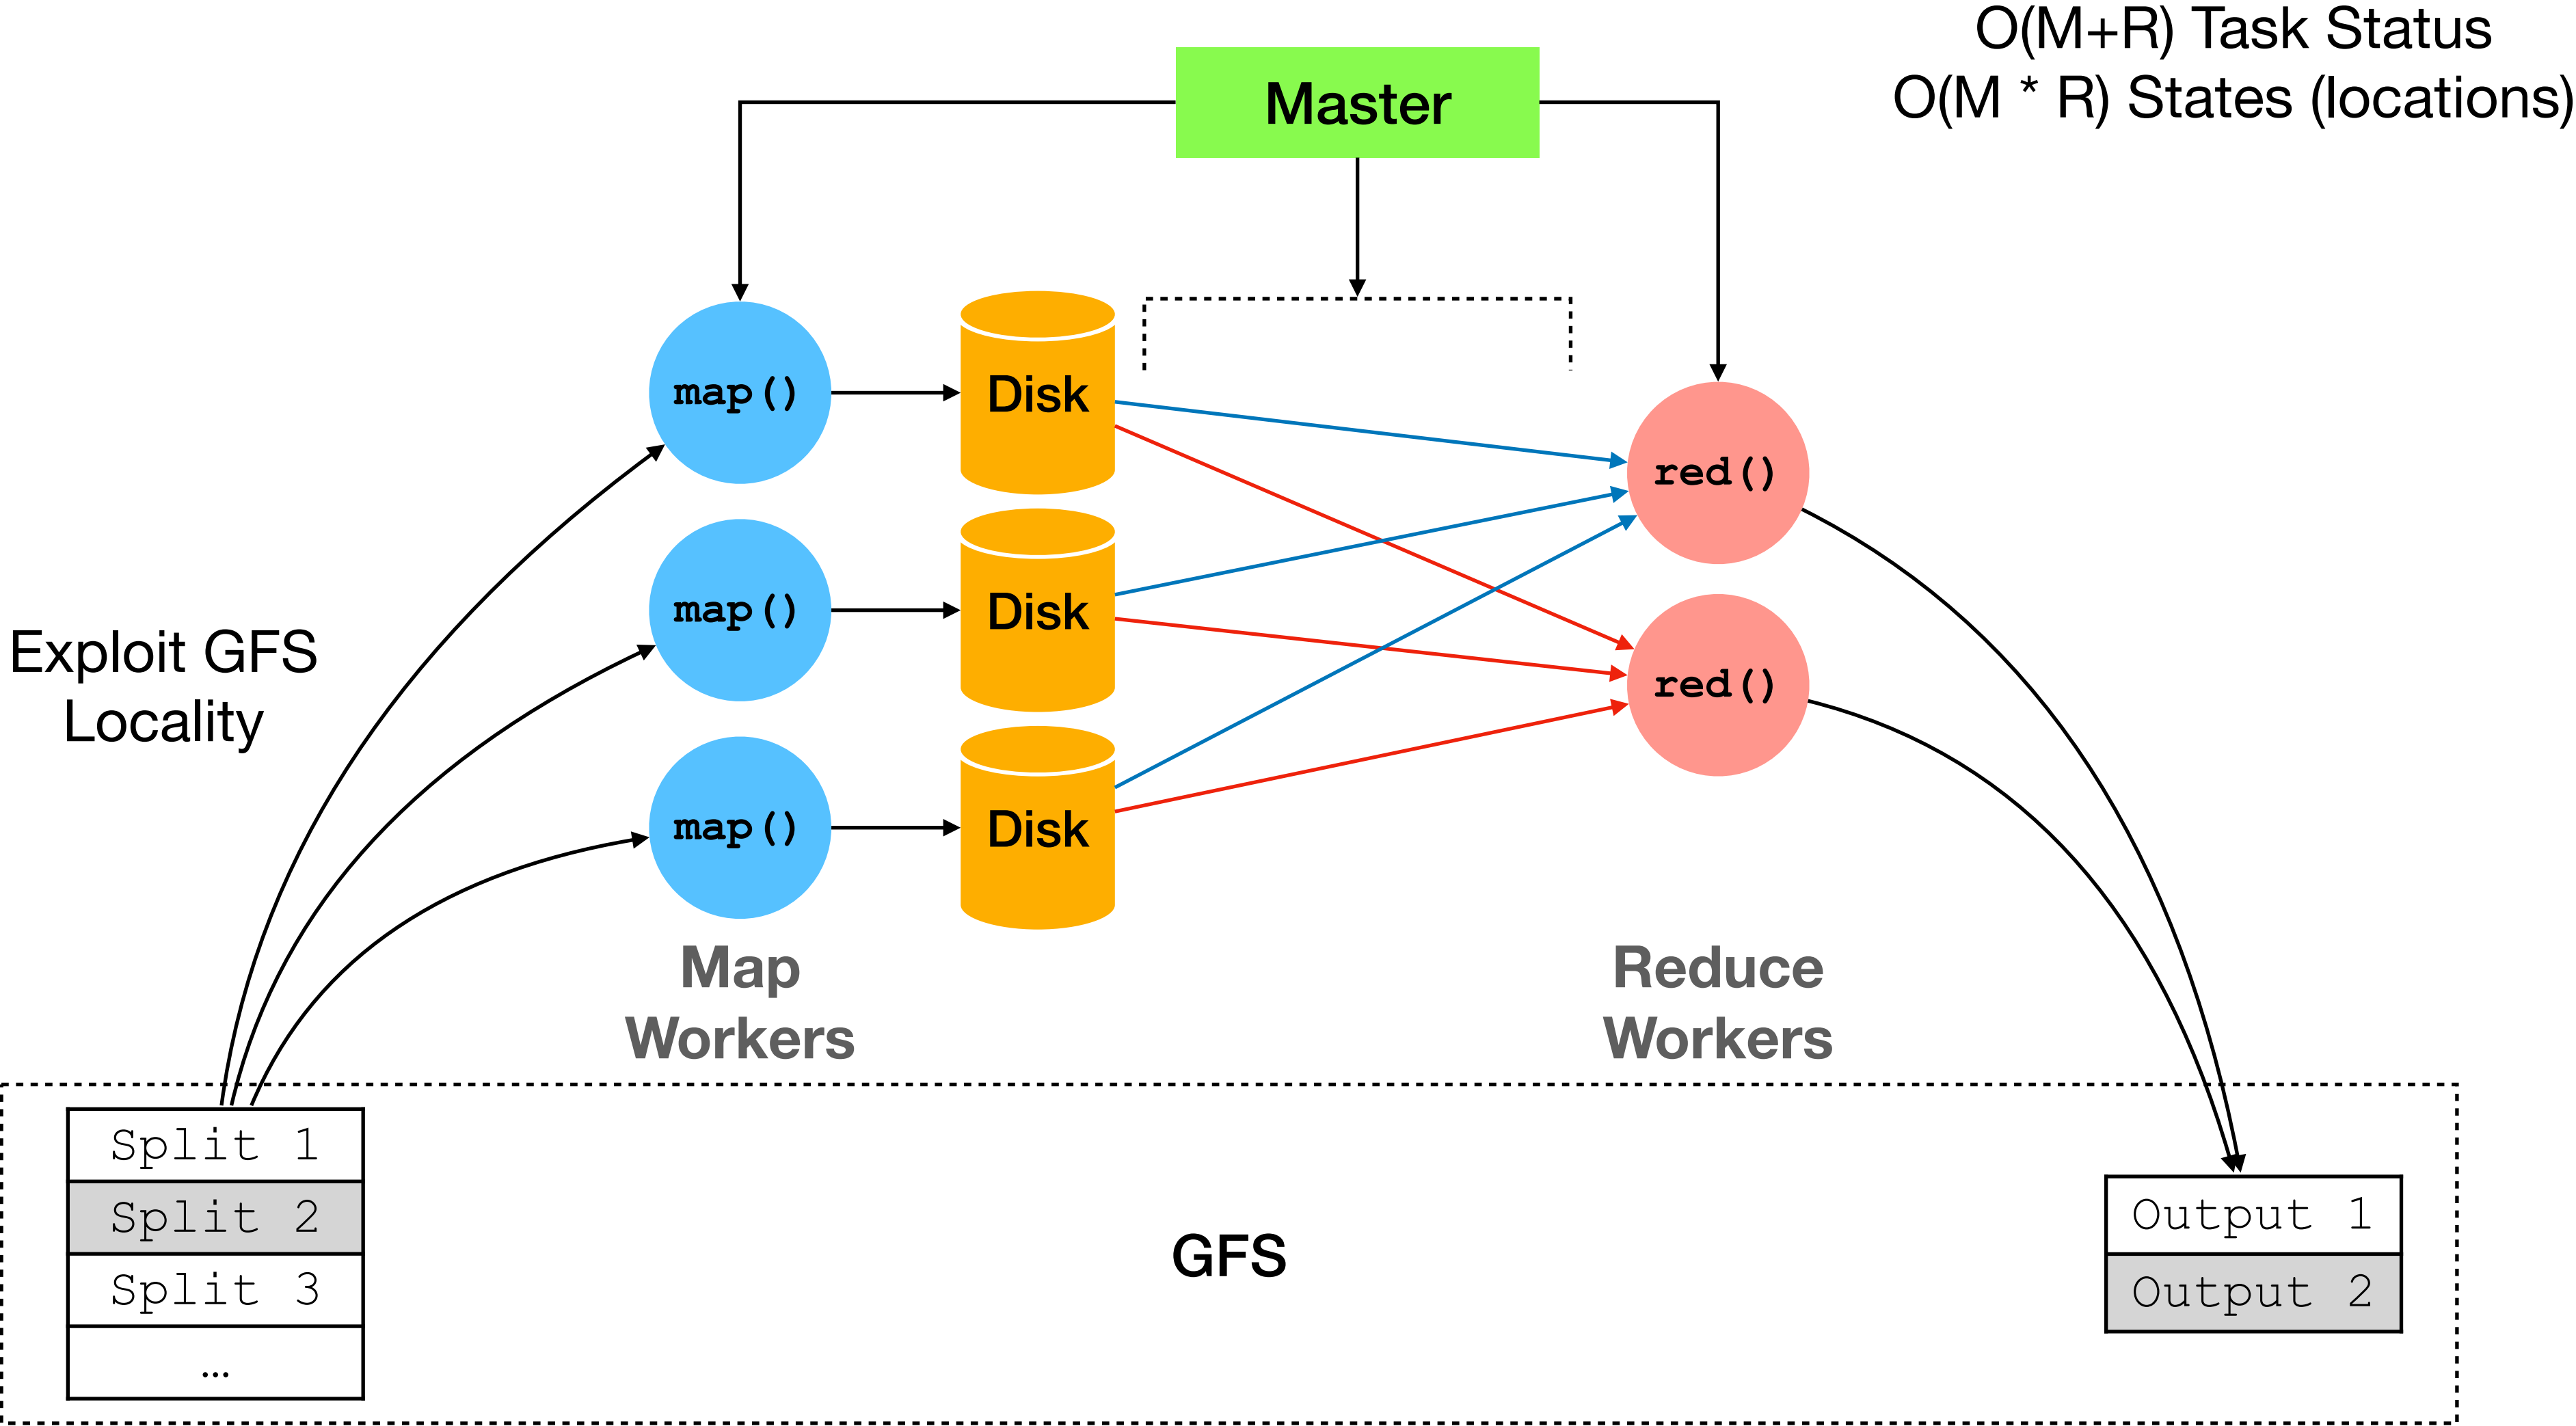 O(M+R) Task Status
O(M * R) States (locations)
Master
map()
Disk
red()
map()
Disk
red()
map()
Disk
Exploit GFS
Locality
Map
Workers
Reduce
Workers
Split 1
Split 2
Split 3
...
GFS
Output 1
Output 2